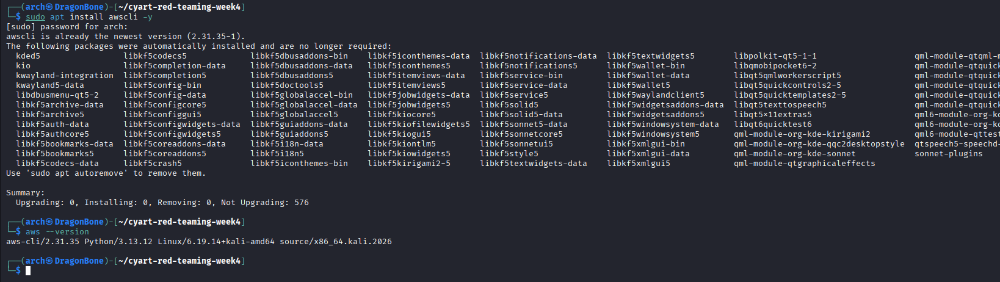 ┌──(arch㉿DragonBone)-[~/cyart-red-teaming-week4]
└─$ sudo apt install awscli -y
[sudo] password for arch:
awscli is already the newest version (2.31.35-1).
The following packages were automatically installed and are no longer required:
kded5 libkf5codecs5 libkf5dbusaddons-bin libkf5iconthemes-data libkf5notifications-data libkf5textwidgets5 libpolkit-qt5-1-1 qml-module-qtqml-m
kio libkf5completion-data libkf5dbusaddons-data libkf5iconthemes5 libkf5notifications5 libkf5wallet-bin libqmobipocket6-2 qml-module-qtquick
kwayland-integration libkf5completion5 libkf5dbusaddons5 libkf5itemviews-data libkf5service-bin libkf5wallet-data libqt5qmlworkerscript5 qml-module-qtquick
kwayland5-data libkf5config-bin libkf5doctools5 libkf5itemviews5 libkf5service-data libkf5wallet5 libqt5quickcontrols2-5 qml-module-qtquick
libdbusmenu-qt5-2 libkf5config-data libkf5globalaccel-bin libkf5jobwidgets-data libkf5service5 libkf5waylandclient5 libqt5quicktemplates2-5 qml-module-qtquick
libkf5archive-data libkf5configcore5 libkf5globalaccel-data libkf5jobwidgets5 libkf5solid5 libkf5widgetsaddons-data libqt5texttospeech5 qml-module-qtquick
libkf5archive5 libkf5configgui5 libkf5globalaccel5 libkf5kiocore5 libkf5solid5-data libkf5widgetsaddons5 libqt5×11extras5 qml6-module-org-kd
libkf5auth-data libkf5configwidgets-data libkf5guiaddons-data libkf5kiofilewidgets5 libkf5sonnet5-data libkf5windowsystem-data libqt6quicktest6 qml6-module-org-kd
libkf5authcore5 libkf5configwidgets5 libkf5guiaddons5 libkf5kiogui5 libkf5sonnetcore5 libkf5windowsystem5 qml-module-org-kde-kirigami2 qml6-module-qttest
libkf5bookmarks-data libkf5coreaddons-data libkf5i18n-data libkf5kiontlm5 libkf5sonnetui5 libkf5xmlgui-bin qml-module-org-kde-qqc2desktopstyle qtspeech5-speechd-
libkf5bookmarks5 libkf5coreaddons5 libkf5i18n5 libkf5kiowidgets5 libkf5style5 libkf5xmlgui-data qml-module-org-kde-sonnet sonnet-plugins
libkf5codecs-data libkf5crash5 libkf5iconthemes-bin libkf5kirigami2-5 libkf5textwidgets-data libkf5xmlgui5 qml-module-qtgraphicaleffects
Use 'sudo apt autoremove' to remove them.
Summary:
Upgrading: 0, Installing: 0, Removing: 0, Not Upgrading: 576
┌──(arch㉿DragonBone)-[~/cyart-red-teaming-week4]
└─$ aws --version
aws-cli/2.31.35 Python/3.13.12 Linux/6.19.14+kali-amd64 source/x86_64.kali.2026
┌──(arch㉿DragonBone)-[~/cyart-red-teaming-week4]
└─$